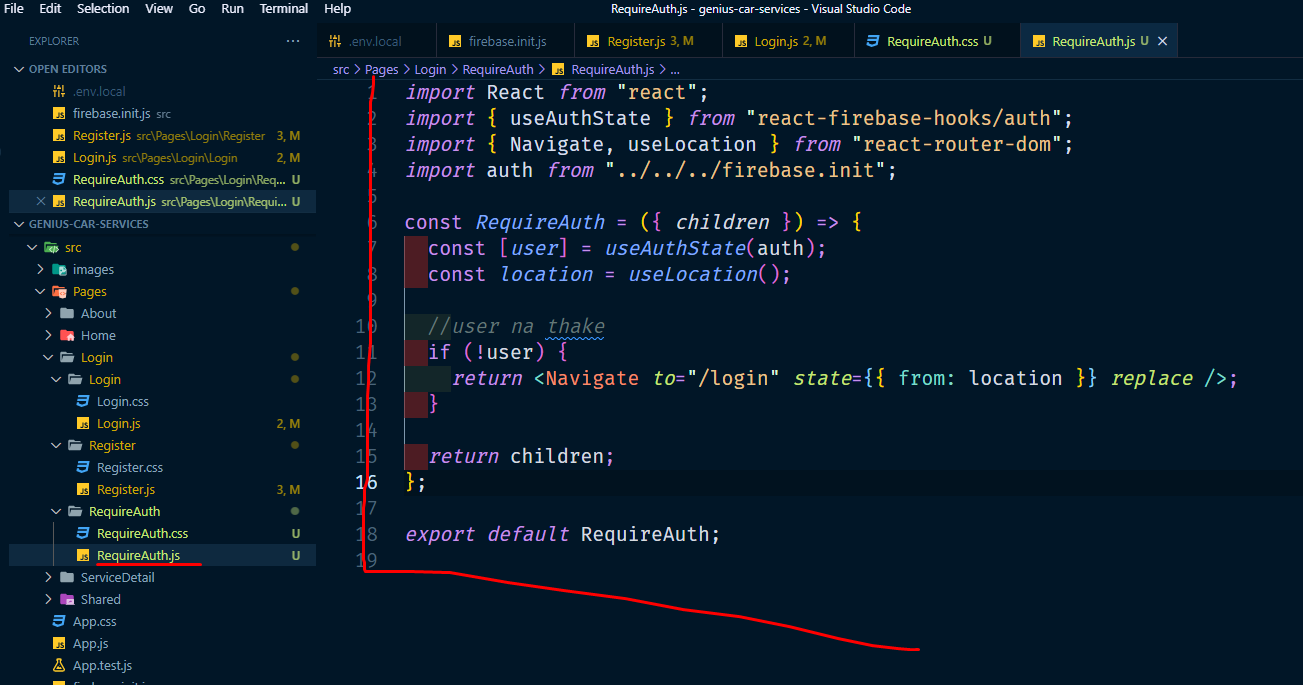 File Edit Selection View Go Run Terminal Help RequireAuth.js - genius-car-services - Visual Studio Code
EXPLORER ...
.env.local firebase.init.js Register.js 3, M Login.js 2, M RequireAuth.css U RequireAuth.js U
OPEN EDITORS
.env.local
firebase.init.js src
Register.js src\Pages\Login\Register 3, M
Login.js src\Pages\Login\Login 2, M
RequireAuth.css src\Pages\Login\Req... U
RequireAuth.js src\Pages\Login\Requi... U
GENIUS-CAR-SERVICES
src
images
Pages
About
Home
Login
Login
Login.css
Login.js 2, M
Register
Register.css
Register.js 3, M
RequireAuth
RequireAuth.css U
RequireAuth.js U
ServiceDetail
Shared
App.css
App.js
App.test.js
src > Pages > Login > RequireAuth > RequireAuth.js > ...
1 import React from "react";
2 import { useAuthState } from "react-firebase-hooks/auth";
3 import { Navigate, useLocation } from "react-router-dom";
4 import auth from "../../../firebase.init";
5
6 const RequireAuth = ({ children }) => {
7 const [user] = useAuthState(auth);
8 const location = useLocation();
9
10 //user na thake
11 if (!user) {
12 return <Navigate to="/login" state={{ from: location }} replace />;
13 }
14
15 return children;
16 };
17
18 export default RequireAuth;
19